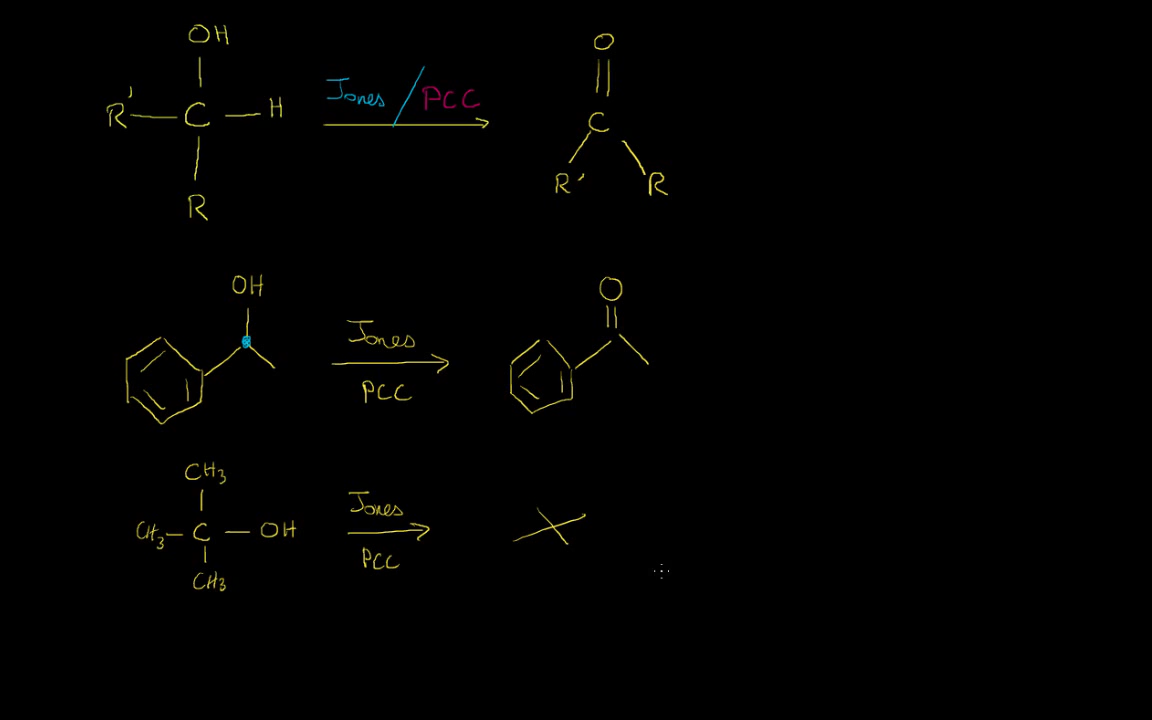 OH
R' — C — H
R
Jones / PCC
O
C
R' R
OH
Jones
PCC
O
CH3
CH3 — C — OH
CH3
Jones
PCC